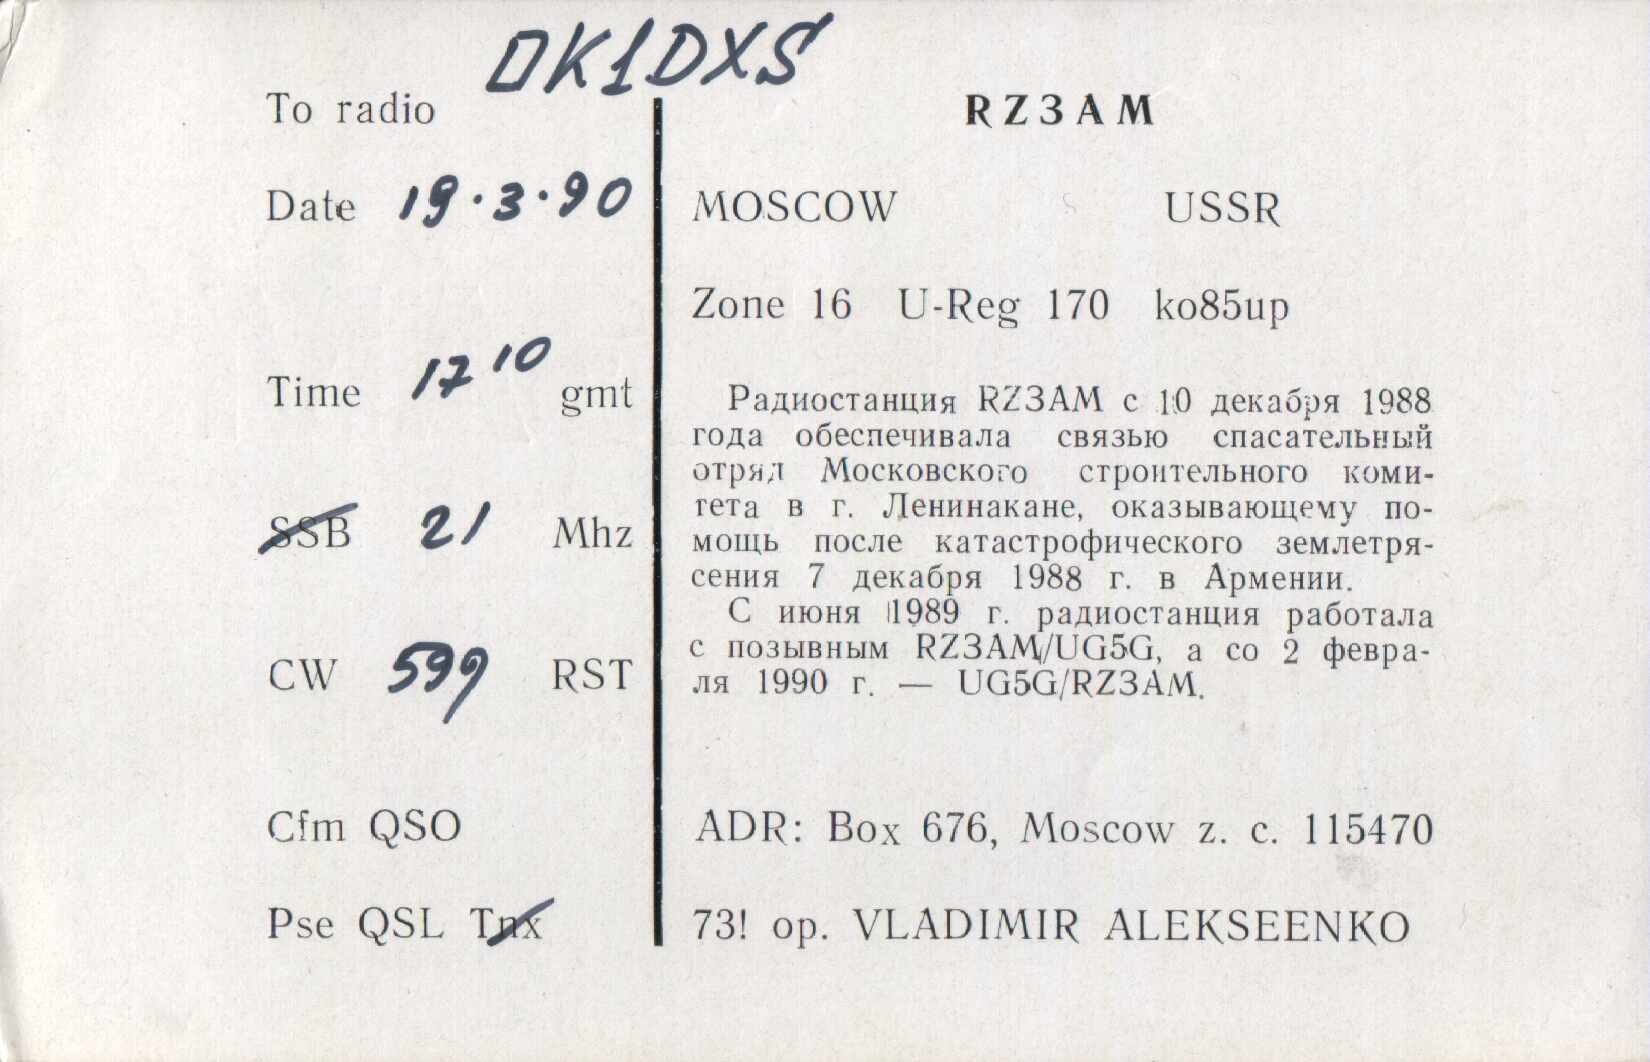 To radio OK1DXS
Date 19.3.90
Time 17 10 gmt
SSB 21 Mhz
CW 599 RST
Cfm QSO
Pse QSL Tnx
RZ3AM
MOSCOW USSR
Zone 16 U-Reg 170 ko85up
Радиостанция RZ3AM с 10 декабря 1988
года обеспечивала связью спасательный
отряд Московского строительного коми-
тета в г. Ленинакане, оказывающему по-
мощь после катастрофического землетря-
сения 7 декабря 1988 г. в Армении.
С июня 1989 г. радиостанция работала
с позывным RZ3AM/UG5G, а со 2 февра-
ля 1990 г. — UG5G/RZ3AM.
ADR: Box 676, Moscow z. c. 115470
73! op. VLADIMIR ALEKSEENKO